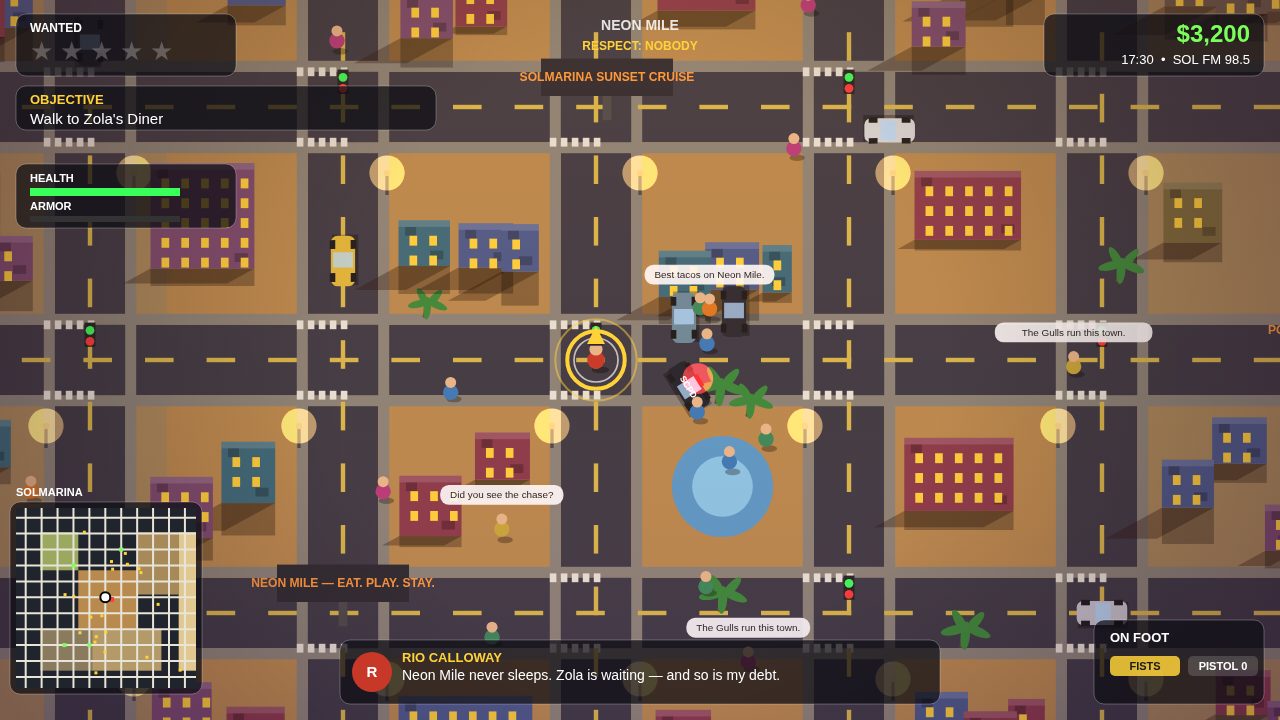 WANTED
NEON MILE
RESPECT: NOBODY
SOLMARINA SUNSET CRUISE
$3,200
17:30 • SOL FM 98.5
OBJECTIVE
Walk to Zola's Diner
HEALTH
ARMOR
Best tacos on Neon Mile.
The Gulls run this town.
Did you see the chase?
SOLMARINA
NEON MILE — EAT. PLAY. STAY.
The Gulls run this town.
R
RIO CALLOWAY
Neon Mile never sleeps. Zola is waiting — and so is my debt.
ON FOOT
FISTS
PISTOL 0